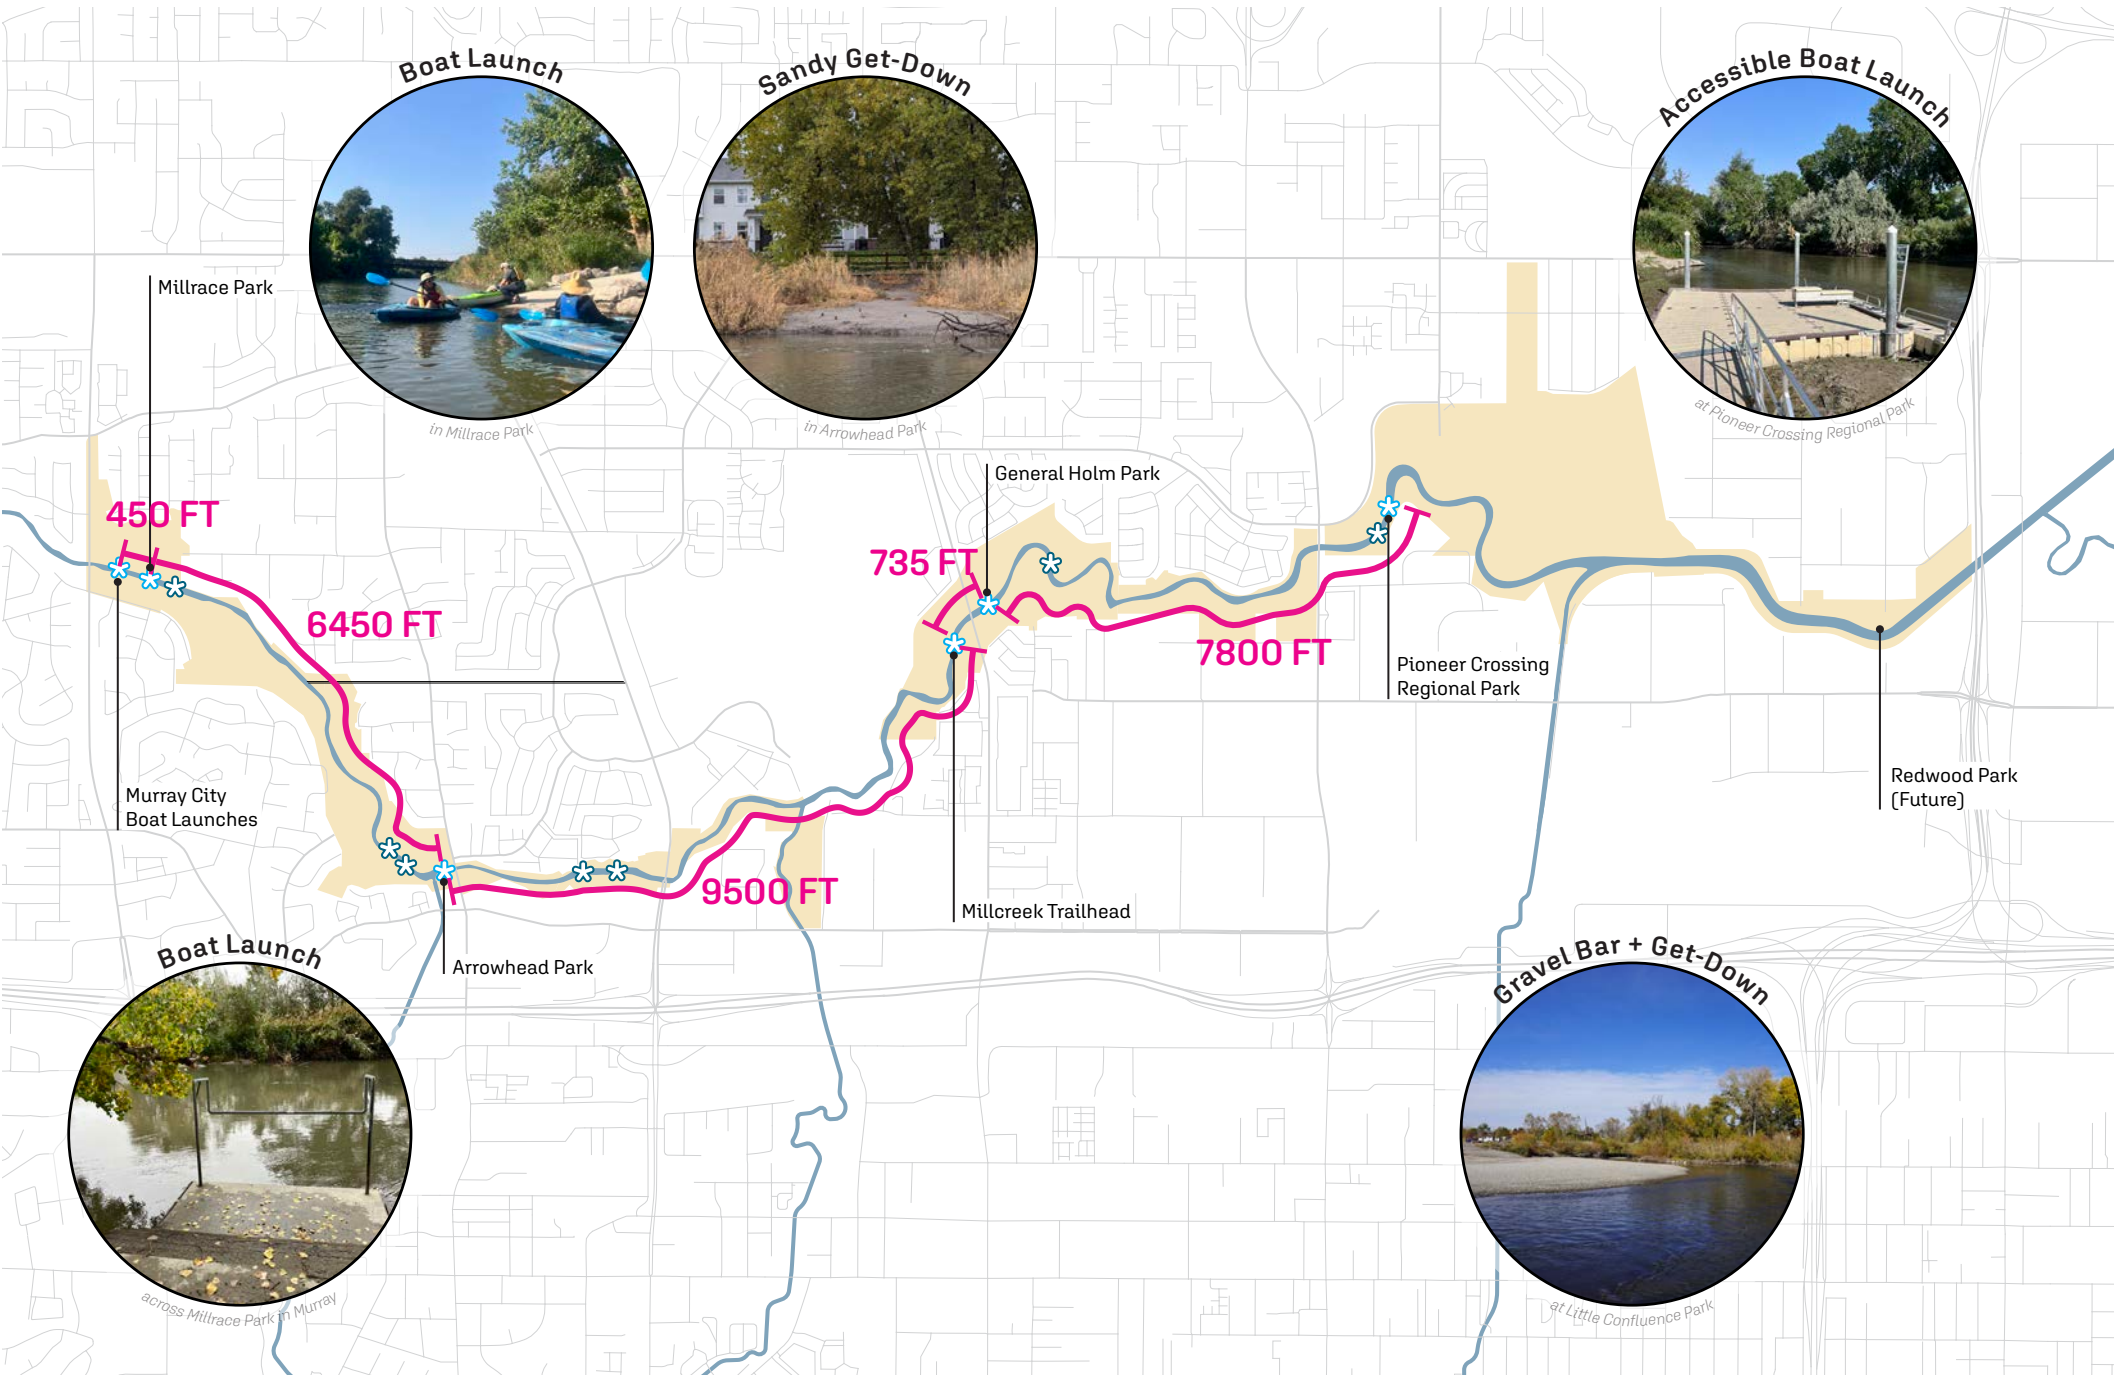 Boat Launch
in Millrace Park
Sandy Get-Down
in Arrowhead Park
Accessible Boat Launch
at Pioneer Crossing Regional Park
Millrace Park
General Holm Park
450 FT
735 FT
6450 FT
7800 FT
Pioneer Crossing
Regional Park
Redwood Park
(Future)
Murray City
Boat Launches
9500 FT
Millcreek Trailhead
Arrowhead Park
Boat Launch
across Millrace Park in Murray
Gravel Bar + Get-Down
at Little Confluence Park